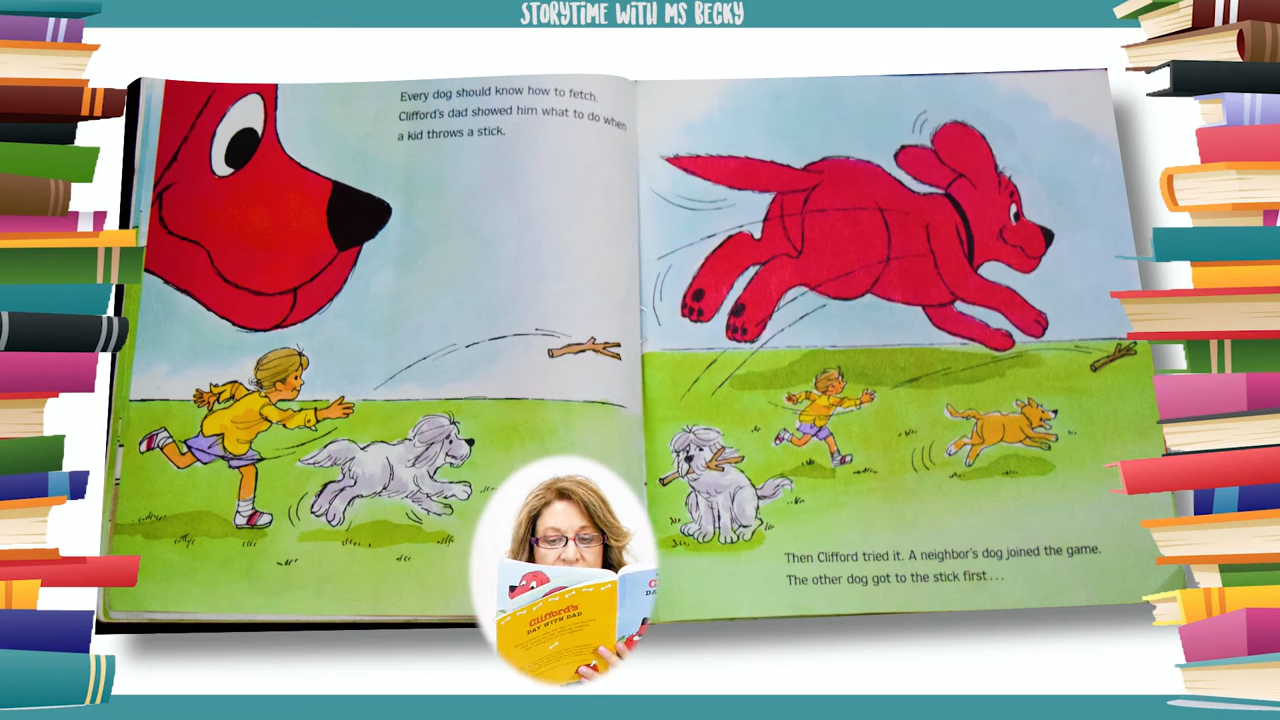 STORYTIME WITH MS BECKY
Every dog should know how to fetch.
Clifford's dad showed him what to do when
a kid throws a stick.
Then Clifford tried it. A neighbor's dog joined the game.
The other dog got to the stick first...
Clifford's
DAY WITH DAD